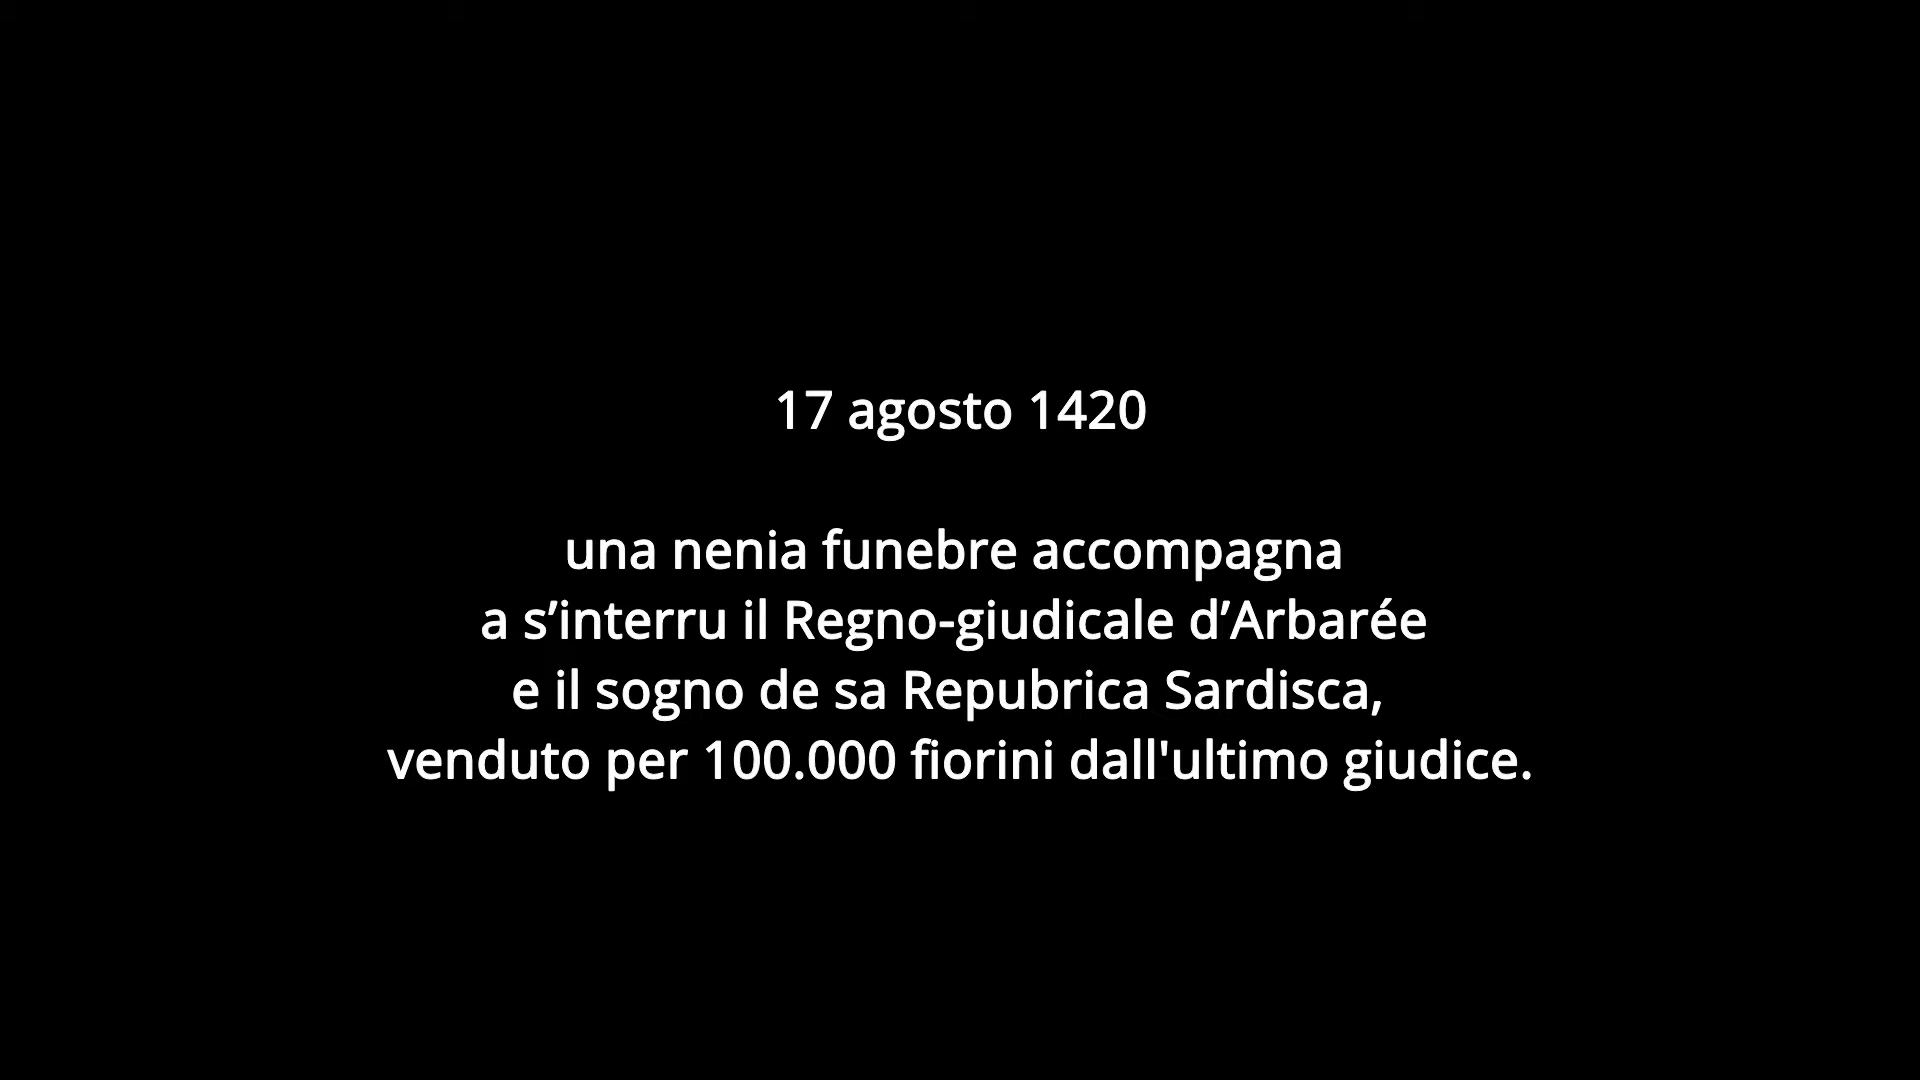 17 agosto 1420
una nenia funebre accompagna
a s’interru il Regno-giudicale d’Arbarée
e il sogno de sa Repubrica Sardisca,
venduto per 100.000 fiorini dall'ultimo giudice.